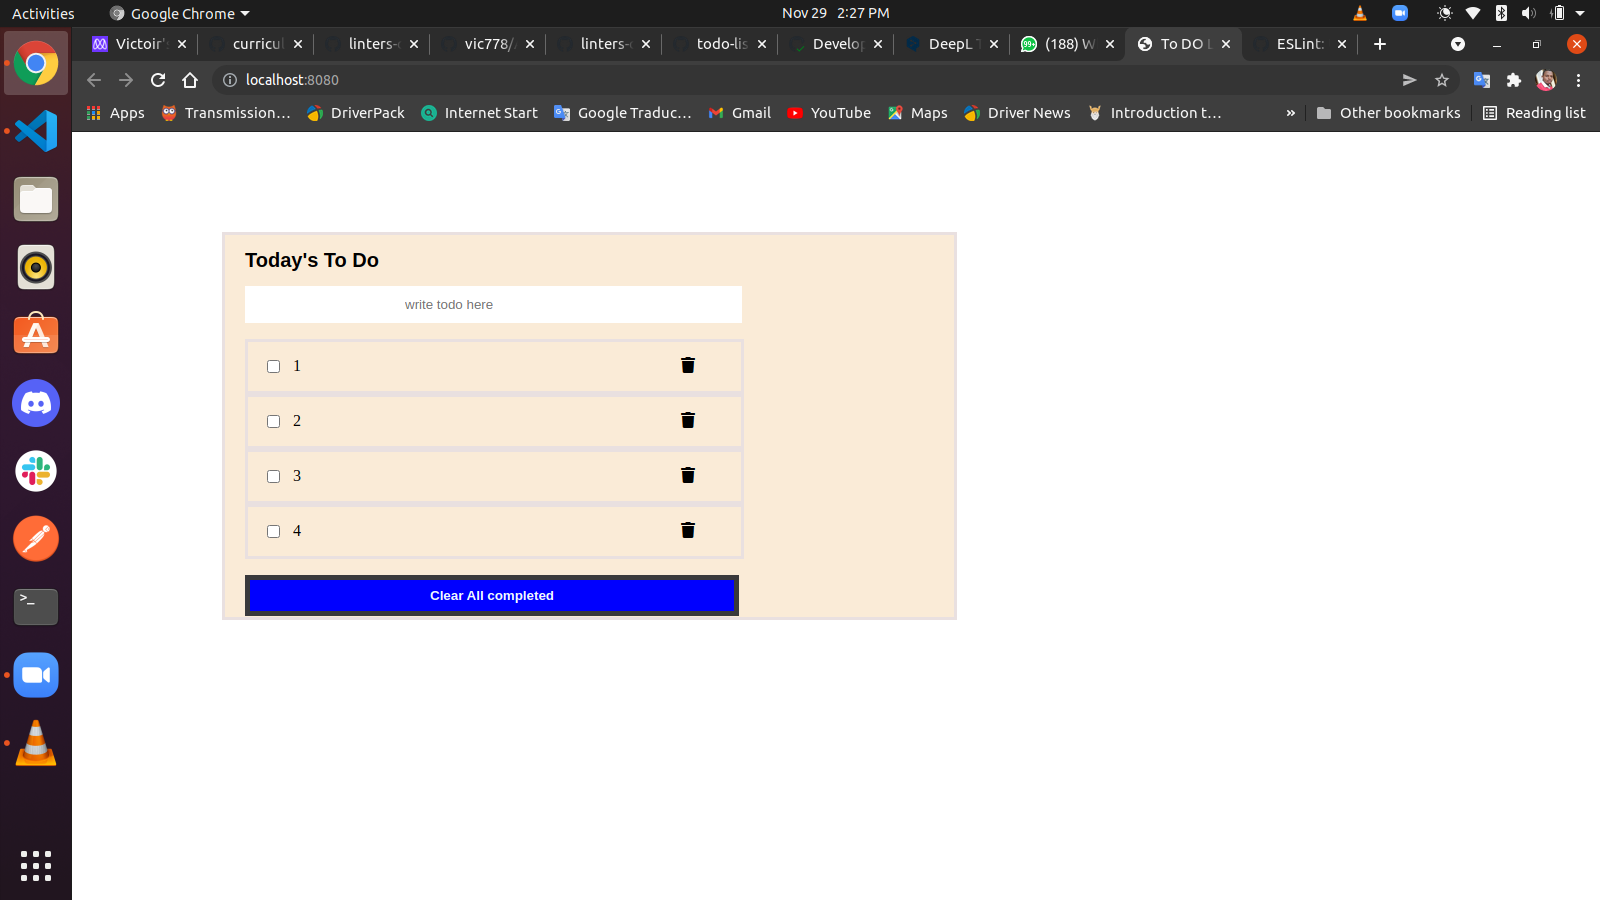 Activities Google Chrome Nov 29 2:27 PM
Victoir's curricul linters- vic778/ linters- todo-lis Develop DeepL (188) W To DO L ESLint:
localhost:8080
Apps Transmission… DriverPack Internet Start Google Traduc… Gmail YouTube Maps Driver News Introduction t… » Other bookmarks Reading list
Today's To Do
write todo here
1
2
3
4
Clear All completed